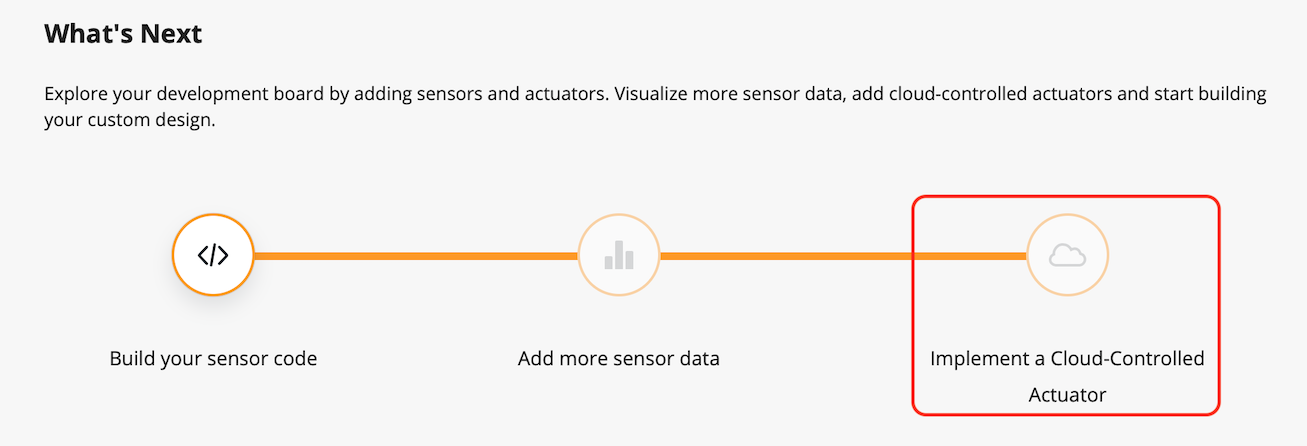 What's Next
Explore your development board by adding sensors and actuators. Visualize more sensor data, add cloud-controlled actuators and start building
your custom design.
</>
Build your sensor code
Add more sensor data
Implement a Cloud-Controlled
Actuator